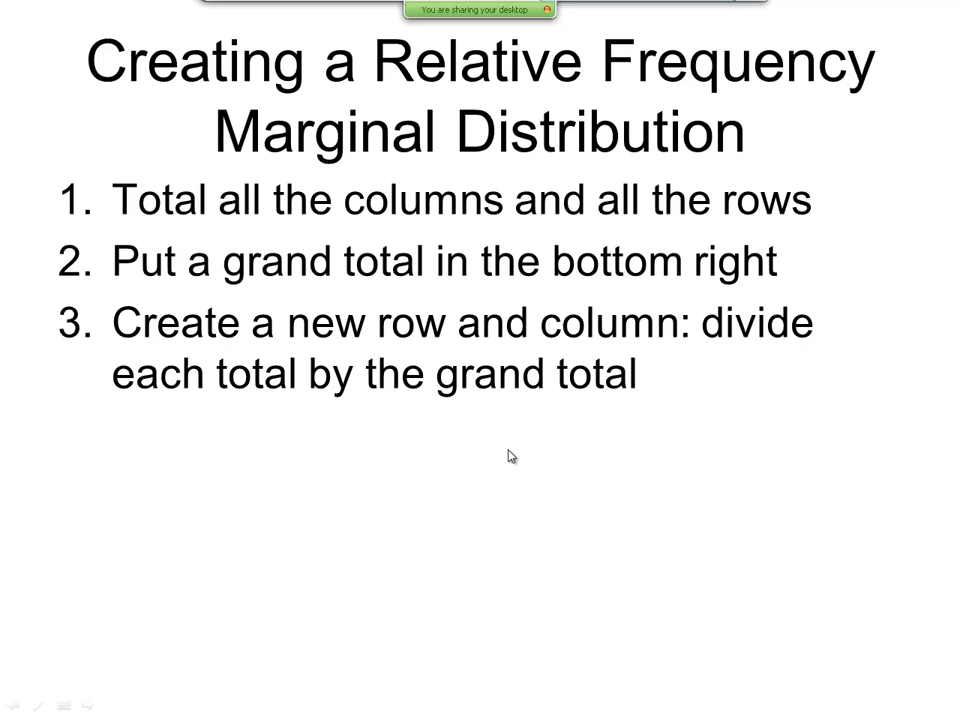 You are sharing your desktop
Creating a Relative Frequency
Marginal Distribution
1. Total all the columns and all the rows
2. Put a grand total in the bottom right
3. Create a new row and column: divide
each total by the grand total